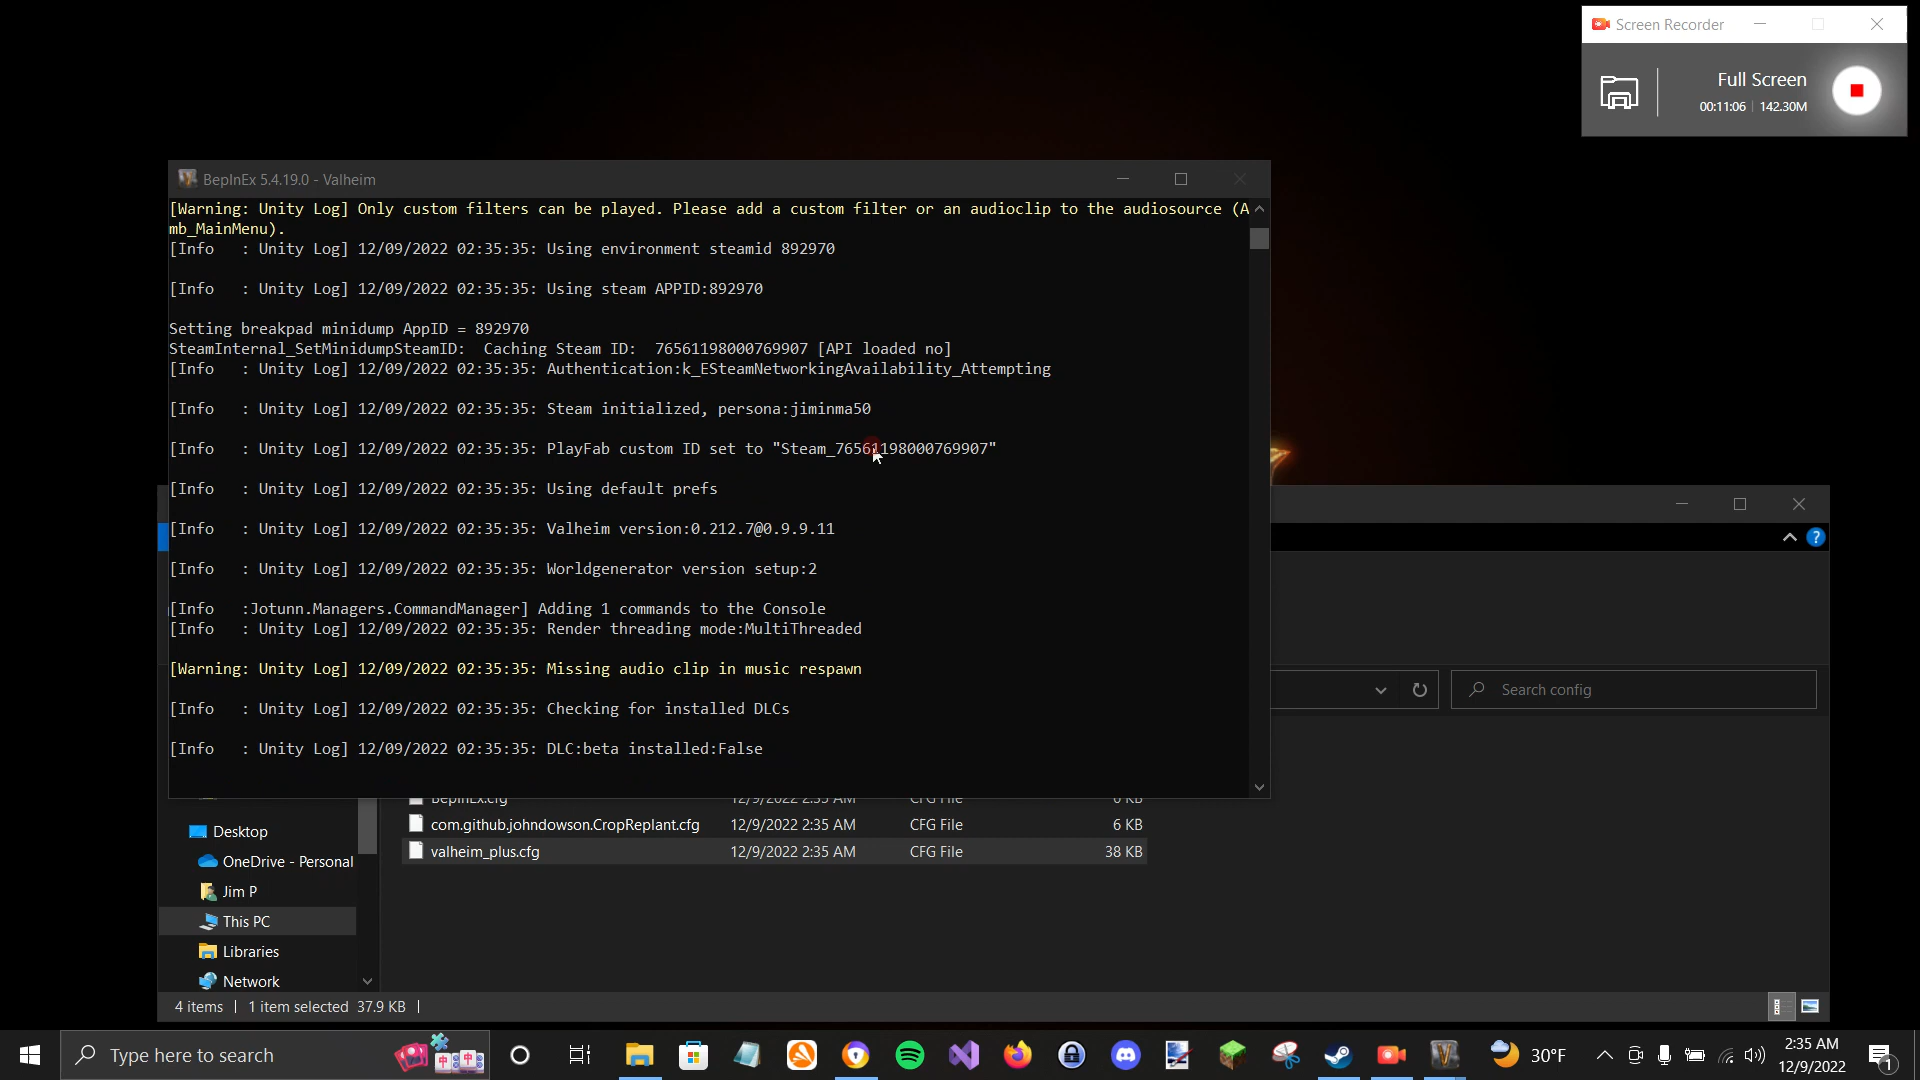 Screen Recorder
Full Screen
00:11:06 | 142.30M
BepInEx 5.4.19.0 - Valheim
[Warning: Unity Log] Only custom filters can be played. Please add a custom filter or an audioclip to the audiosource (A
mb_MainMenu).
[Info   : Unity Log] 12/09/2022 02:35:35: Using environment steamid 892970
[Info   : Unity Log] 12/09/2022 02:35:35: Using steam APPID:892970
Setting breakpad minidump AppID = 892970
SteamInternal_SetMinidumpSteamID:  Caching Steam ID:  76561198000769907 [API loaded no]
[Info   : Unity Log] 12/09/2022 02:35:35: Authentication:k_ESteamNetworkingAvailability_Attempting
[Info   : Unity Log] 12/09/2022 02:35:35: Steam initialized, persona:jiminma50
[Info   : Unity Log] 12/09/2022 02:35:35: PlayFab custom ID set to "Steam_76561198000769907"
[Info   : Unity Log] 12/09/2022 02:35:35: Using default prefs
[Info   : Unity Log] 12/09/2022 02:35:35: Valheim version:0.212.7@0.9.9.11
[Info   : Unity Log] 12/09/2022 02:35:35: Worldgenerator version setup:2
[Info   :Jotunn.Managers.CommandManager] Adding 1 commands to the Console
[Info   : Unity Log] 12/09/2022 02:35:35: Render threading mode:MultiThreaded
[Warning: Unity Log] 12/09/2022 02:35:35: Missing audio clip in music respawn
[Info   : Unity Log] 12/09/2022 02:35:35: Checking for installed DLCs
[Info   : Unity Log] 12/09/2022 02:35:35: DLC:beta installed:False
Search config
BepInEx.cfg 12/9/2022 2:35 AM CFG File 6 KB
com.github.johndowson.CropReplant.cfg 12/9/2022 2:35 AM CFG File 6 KB
valheim_plus.cfg 12/9/2022 2:35 AM CFG File 38 KB
Desktop
OneDrive - Personal
Jim P
This PC
Libraries
Network
4 items | 1 item selected 37.9 KB |
Type here to search
30°F
2:35 AM
12/9/2022
1